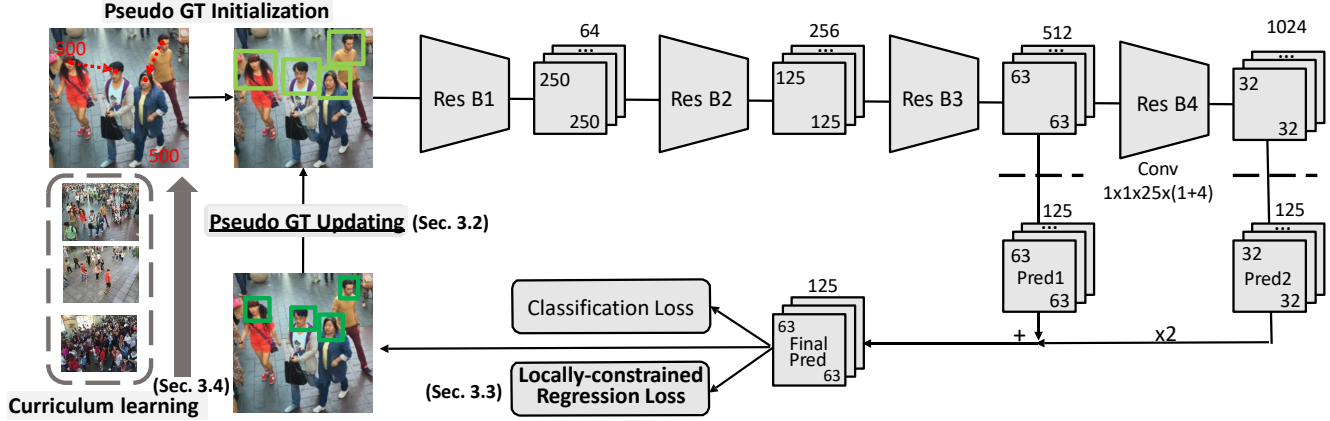 Pseudo GT Initialization
500
500
Res B1
64
...
250
250
Res B2
256
...
125
125
Res B3
512
...
63
63
Res B4
1024
...
32
32
Conv
1x1x25x(1+4)
125
...
63
Pred1
63
125
...
32
Pred2
32
+
x2
125
63
Final
Pred
63
Classification Loss
Locally-constrained
Regression Loss
(Sec. 3.3)
Pseudo GT Updating (Sec. 3.2)
(Sec. 3.4)
Curriculum learning